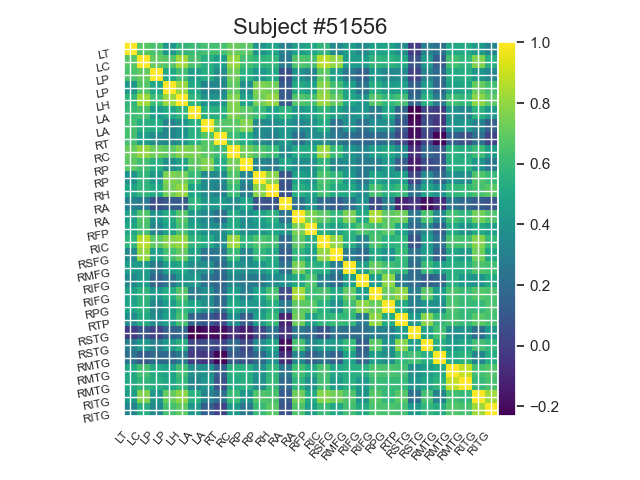 Subject #51556
LT
LC
LP
LP
LH
LA
LA
RT
RC
RP
RP
RH
RA
RA
RFP
RIC
RSFG
RMFG
RIFG
RIFG
RPG
RTP
RSTG
RSTG
RMTG
RMTG
RMTG
RITG
RITG
1.0
0.8
0.6
0.4
0.2
0.0
−0.2
LT LC LP LP LH LA LA RT RC RP RP RH RA RA RFP RIC RSFG RMFG RIFG RIFG RPG RTP RSTG RSTG RMTG RMTG RMTG RITG RITG